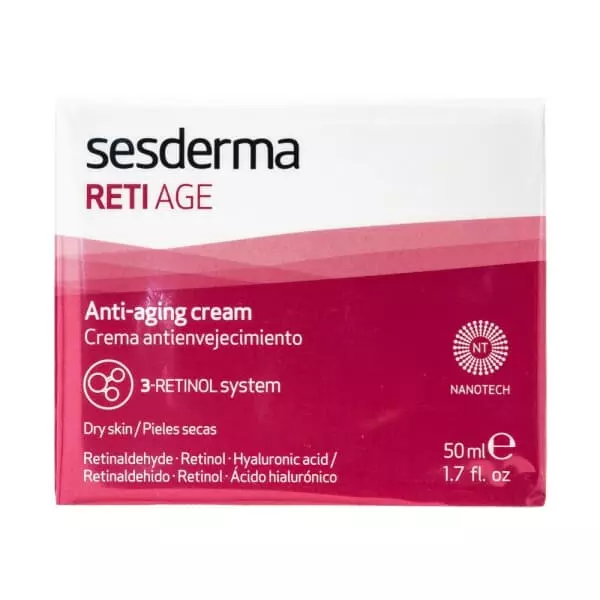 sesderma
RETI AGE
Anti-aging cream
Crema antienvejecimiento
3-RETINOL system
NT
NANOTECH
Dry skin / Pieles secas
Retinaldehyde · Retinol · Hyaluronic acid /
Retinaldehido · Retinol · Ácido hialurónico
50 ml ℮
1.7 fl. oz